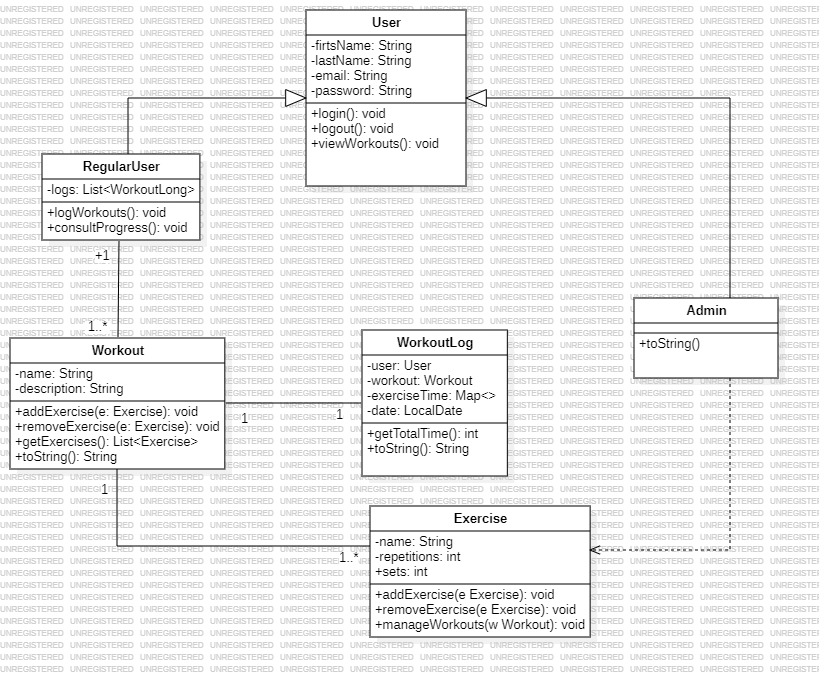 User
-firtsName: String
-lastName: String
-email: String
-password: String
+login(): void
+logout(): void
+viewWorkouts(): void
RegularUser
-logs: List<WorkoutLong>
+logWorkouts(): void
+consultProgress(): void
+1
1..*
Admin
+toString()
Workout
-name: String
-description: String
+addExercise(e: Exercise): void
+removeExercise(e: Exercise): void
+getExercises(): List<Exercise>
+toString(): String
1
1
WorkoutLog
-user: User
-workout: Workout
-exerciseTime: Map<>
-date: LocalDate
+getTotalTime(): int
+toString(): String
1
1..*
Exercise
-name: String
-repetitions: int
+sets: int
+addExercise(e Exercise): void
+removeExercise(e Exercise): void
+manageWorkouts(w Workout): void
UNREGISTERED